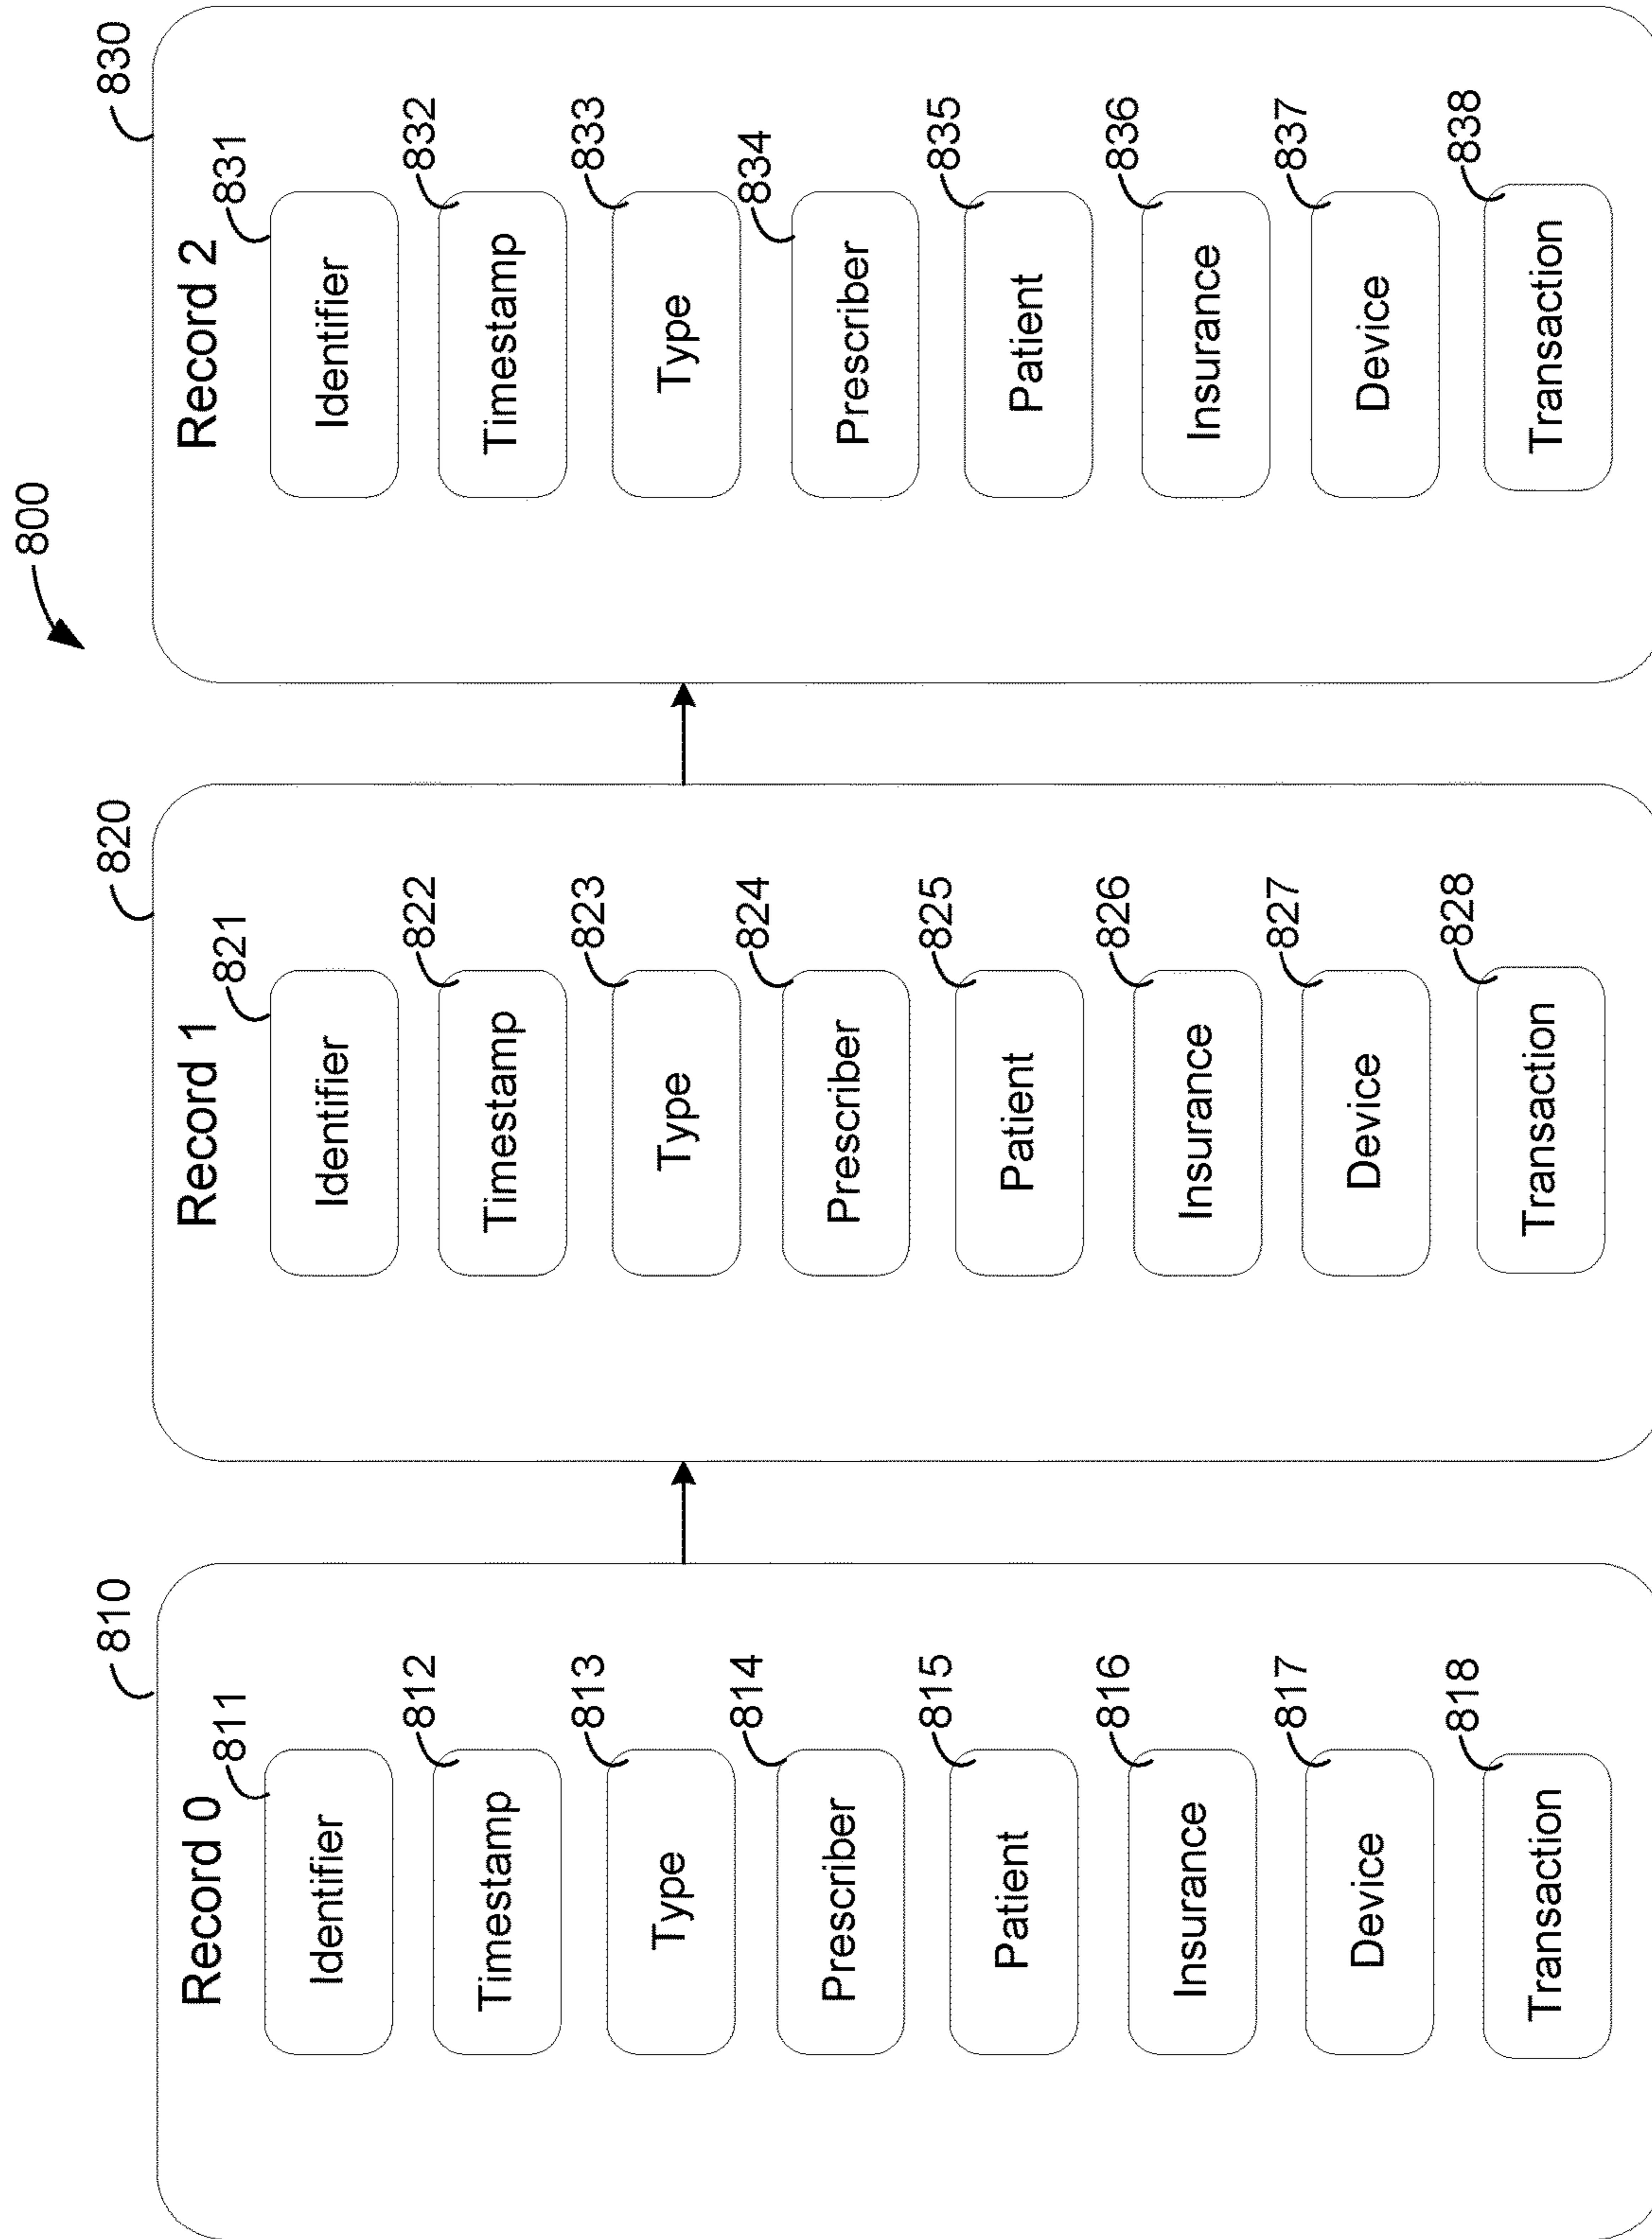 800
810
Record 0
811
Identifier
812
Timestamp
813
Type
814
Prescriber
815
Patient
816
Insurance
817
Device
818
Transaction
820
Record 1
821
Identifier
822
Timestamp
823
Type
824
Prescriber
825
Patient
826
Insurance
827
Device
828
Transaction
830
Record 2
831
Identifier
832
Timestamp
833
Type
834
Prescriber
835
Patient
836
Insurance
837
Device
838
Transaction